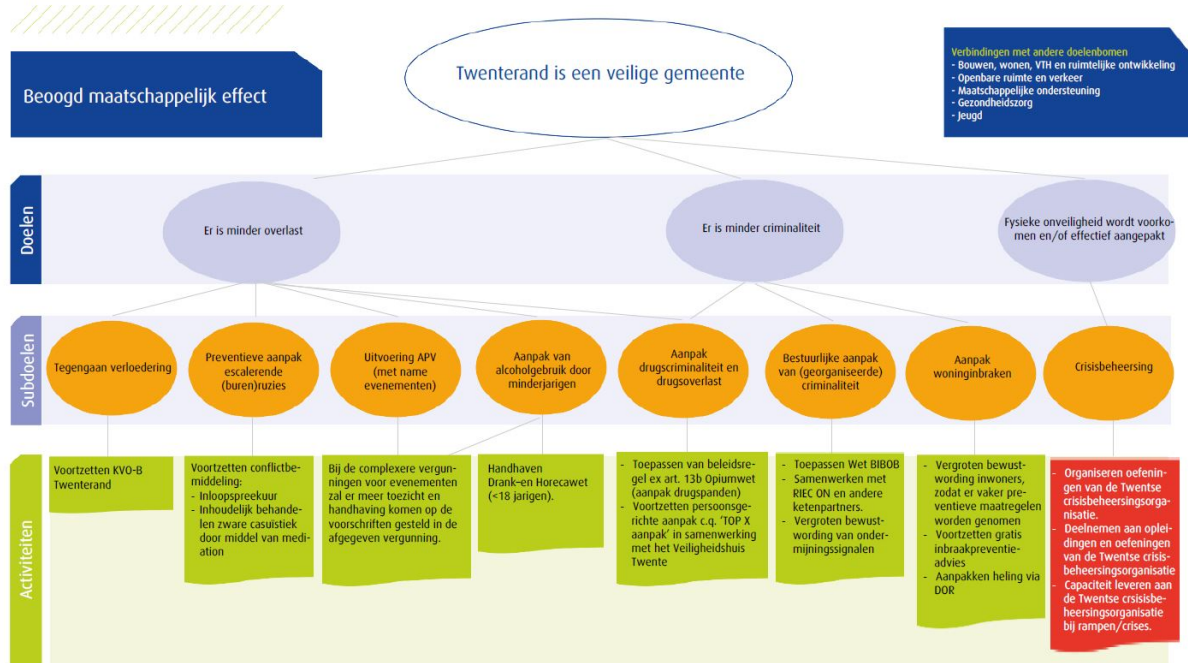 Beoogd maatschappelijk effect
Twenterand is een veilige gemeente
Verbindingen met andere doelenbomen
- Bouwen, wonen, VTH en ruimtelijke ontwikkeling
- Openbare ruimte en verkeer
- Maatschappelijke ondersteuning
- Gezondheidszorg
- Jeugd
Doelen
Er is minder overlast
Er is minder criminaliteit
Fysieke onveiligheid wordt voorko-
men en/of effectief aangepakt
Subdoelen
Tegengaan verloedering
Preventieve aanpak
escalerende
(buren)ruzies
Uitvoering APV
(met name
evenementen)
Aanpak van
alcoholgebruik door
minderjarigen
Aanpak
drugscriminaliteit en
drugsoverlast
Bestuurlijke aanpak
van (georganiseerde)
criminaliteit
Aanpak
woninginbraken
Crisisbeheersing
Activiteiten
Voortzetten KVO-B
Twenterand
Voortzetten conflictbe-
middeling:
- Inloopspreekuur
- Inhoudelijk behande-
len zware casuïstiek
door middel van medi-
ation
Bij de complexere vergun-
ningen voor evenementen
zal er meer toezicht en
handhaving komen op de
voorschriften gesteld in de
afgegeven vergunning.
Handhaven
Drank-en Horecawet
(<18 jarigen).
- Toepassen van beleidsre-
gel ex art. 13b Opiumwet
(aanpak drugspanden)
- Voortzetten persoonsge-
richte aanpak c.q. 'TOP X
aanpak' in samenwerking
met het Veiligheidshuis
Twente
- Toepassen Wet BIBOB
- Samenwerken met
RIEC ON en andere
ketenpartners.
- Vergroten bewust-
wording van onder-
mijningssignalen
- Vergroten bewust-
wording inwoners,
zodat er vaker pre-
ventieve maatregelen
worden genomen
- Voortzetten gratis
inbraakpreventie-
advies
- Aanpakken heling via
DOR
- Organiseren oefenin-
gen van de Twentse
crisisbeheersingsorga-
nisatie.
- Deelnemen aan oplei-
dingen en oefeningen
van de Twentse crisis-
beheersingsorganisatie
- Capaciteit leveren aan
de Twentse crsisisbe-
heersingsorganisatie
bij rampen/crises.